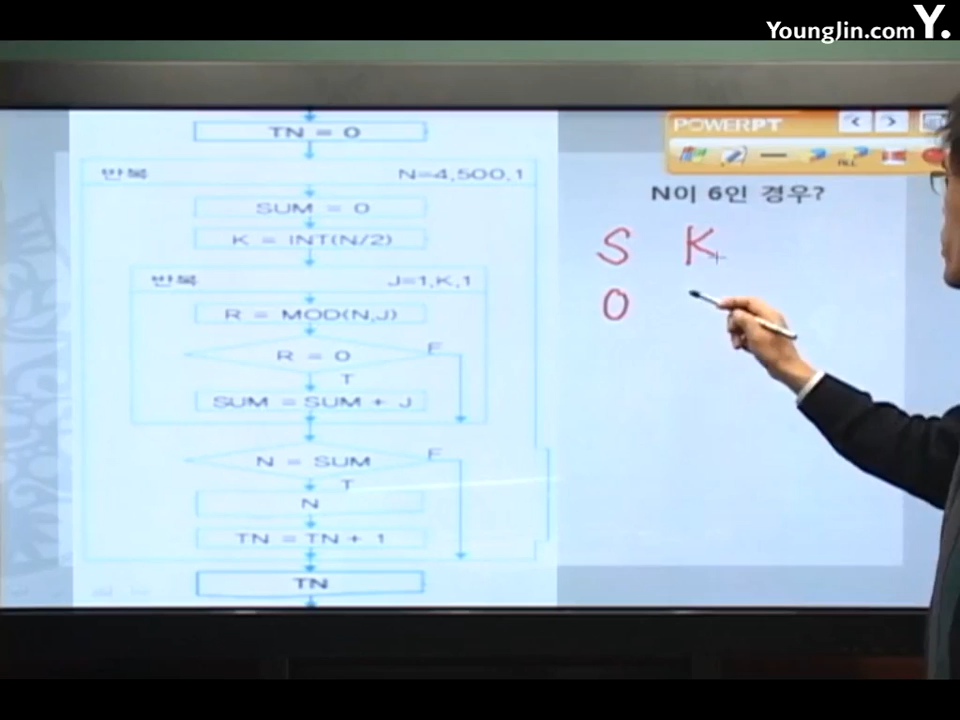 YoungJin.com Y.
TN = 0
반복 N=4,500,1
SUM = 0
K = INT(N/2)
반복 J=1,K,1
R = MOD(N,J)
R = 0 F
T
SUM = SUM + J
N = SUM F
T
N
TN = TN + 1
TN
POWERPT
ALL
N이 6인 경우?
S K
0